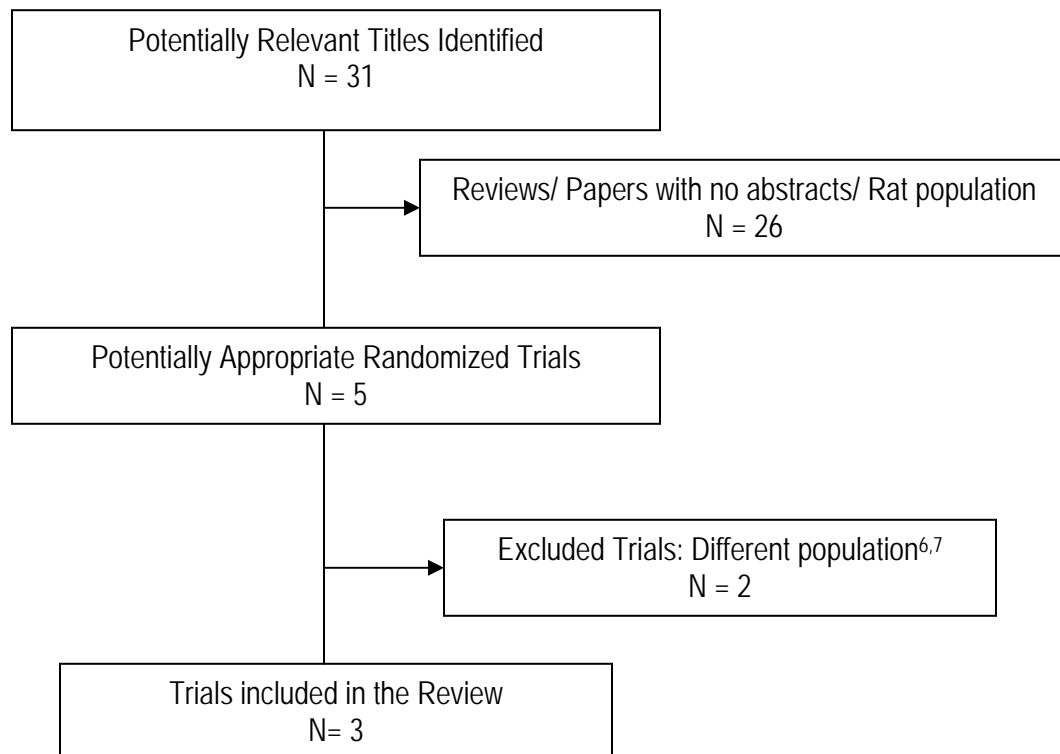 Potentially Relevant Titles Identified
N = 31
Reviews/ Papers with no abstracts/ Rat population
N = 26
Potentially Appropriate Randomized Trials
N = 5
Excluded Trials: Different population⁶,⁷
N = 2
Trials included in the Review
N= 3